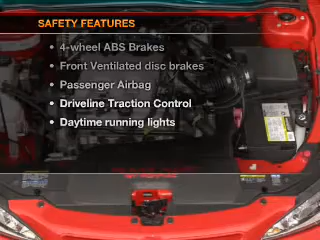 SAFETY FEATURES
• 4-wheel ABS Brakes
• Front Ventilated disc brakes
• Passenger Airbag
• Driveline Traction Control
• Daytime running lights